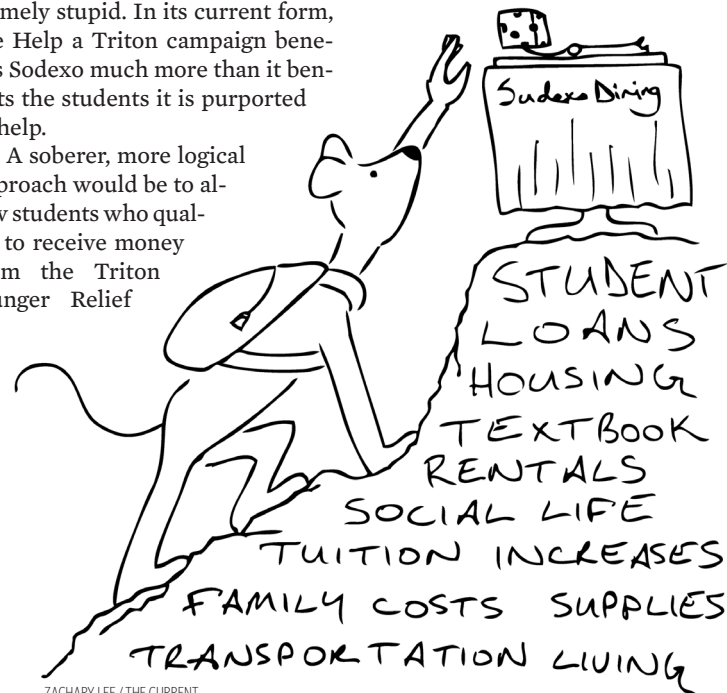 mely stupid. In its current form,
e Help a Triton campaign bene-
s Sodexo much more than it ben-
ts the students it is purported
help.
A soberer, more logical
proach would be to al-
w students who qual-
to receive money
om the Triton
unger Relief
Sudexo Dining
STUDENT
LOANS
HOUSING
TEXTBOOK
RENTALS
SOCIAL LIFE
TUITION INCREASES
FAMILY COSTS SUPPLIES
TRANSPORTATION LIVING
ZACHARY LEE / THE CURRENT